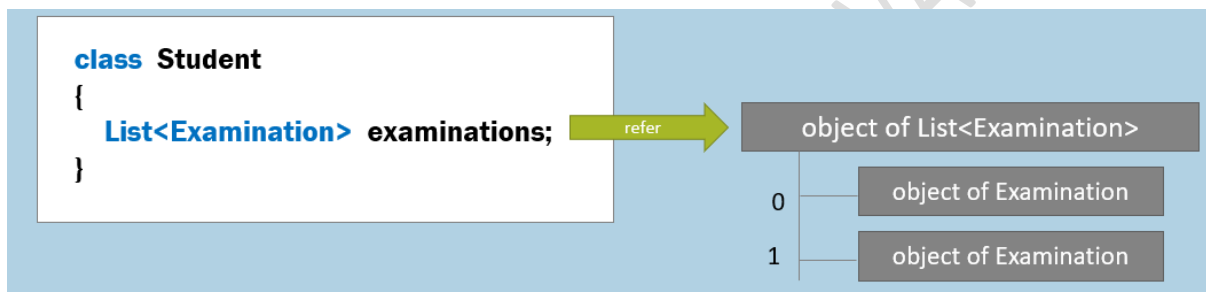 class Student
{
List<Examination> examinations;
}
refer
object of List<Examination>
0
object of Examination
1
object of Examination